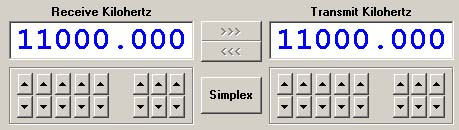 Receive Kilohertz
11000.000
>>>
<<<
Simplex
Transmit Kilohertz
11000.000